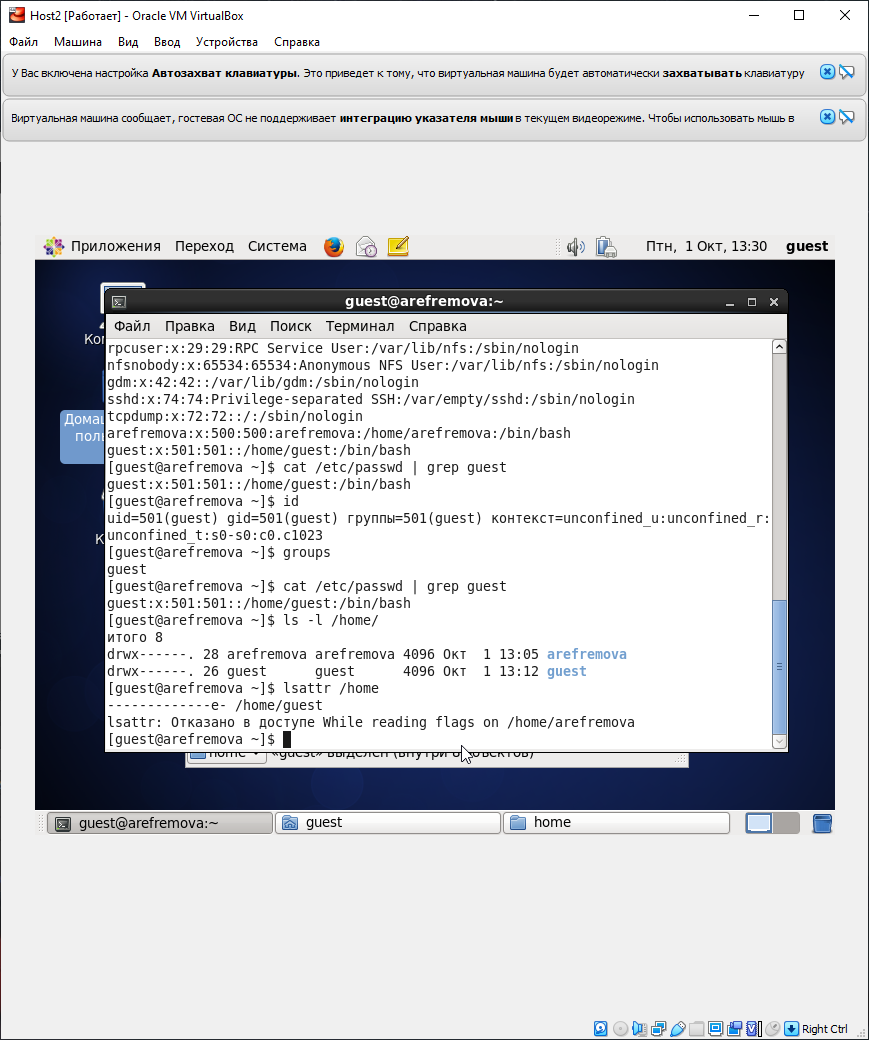 Host2 [Работает] - Oracle VM VirtualBox
Файл Машина Вид Ввод Устройства Справка
У Вас включена настройка Автозахват клавиатуры. Это приведет к тому, что виртуальная машина будет автоматически захватывать клавиатуру
Виртуальная машина сообщает, гостевая ОС не поддерживает интеграцию указателя мыши в текущем видеорежиме. Чтобы использовать мышь в
Приложения Переход Система Птн, 1 Окт, 13:30 guest
guest@arefremova:~
Файл Правка Вид Поиск Терминал Справка
rpcuser:x:29:29:RPC Service User:/var/lib/nfs:/sbin/nologin
nfsnobody:x:65534:65534:Anonymous NFS User:/var/lib/nfs:/sbin/nologin
gdm:x:42:42::/var/lib/gdm:/sbin/nologin
sshd:x:74:74:Privilege-separated SSH:/var/empty/sshd:/sbin/nologin
tcpdump:x:72:72::/:/sbin/nologin
arefremova:x:500:500:arefremova:/home/arefremova:/bin/bash
guest:x:501:501::/home/guest:/bin/bash
[guest@arefremova ~]$ cat /etc/passwd | grep guest
guest:x:501:501::/home/guest:/bin/bash
[guest@arefremova ~]$ id
uid=501(guest) gid=501(guest) группы=501(guest) контекст=unconfined_u:unconfined_r:
unconfined_t:s0-s0:c0.c1023
[guest@arefremova ~]$ groups
guest
[guest@arefremova ~]$ cat /etc/passwd | grep guest
guest:x:501:501::/home/guest:/bin/bash
[guest@arefremova ~]$ ls -l /home/
итого 8
drwx------. 28 arefremova arefremova 4096 Окт  1 13:05 arefremova
drwx------. 26 guest      guest      4096 Окт  1 13:12 guest
[guest@arefremova ~]$ lsattr /home
-------------e- /home/guest
lsattr: Отказано в доступе While reading flags on /home/arefremova
[guest@arefremova ~]$
home «guest» выделен (внутри
guest@arefremova:~ guest home
Right Ctrl